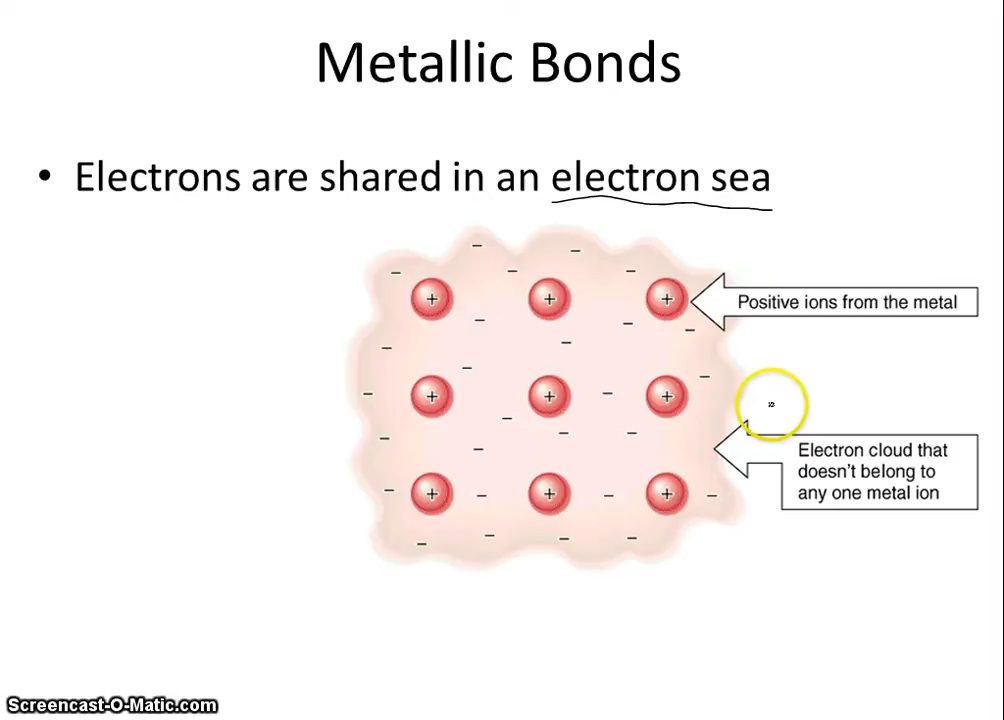 Metallic Bonds
• Electrons are shared in an electron sea
Positive ions from the metal
Electron cloud that
doesn't belong to
any one metal ion
Screencast-O-Matic.com